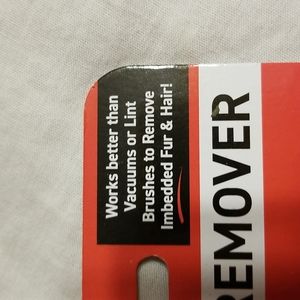 Works better than
Vacuums or Lint
Brushes to Remove
Imbedded Fur & Hair!
REMOVER